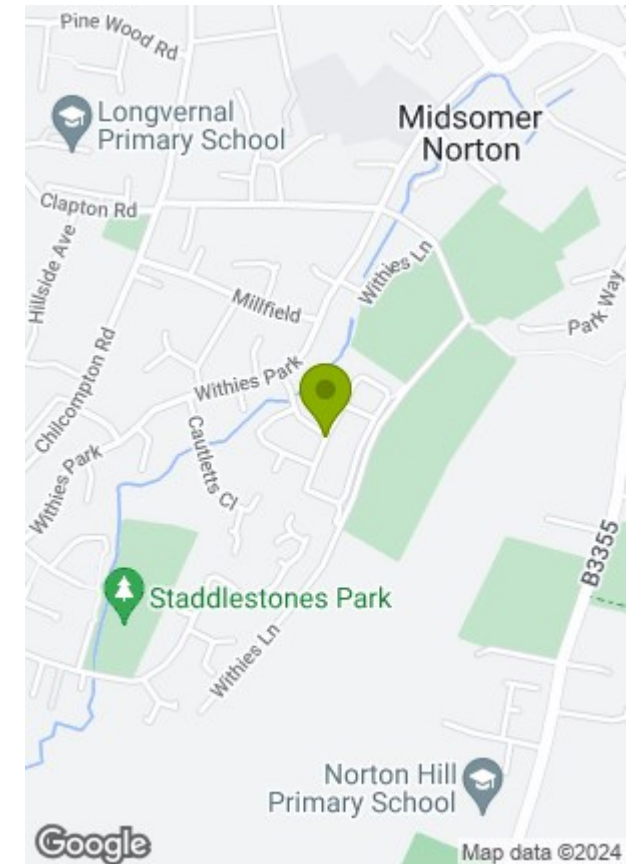 Pine Wood Rd
Longvernal
Primary School
Midsomer
Norton
Clapton Rd
Hillside Ave
Withies Ln
Millfield
Park Way
Chilcompton Rd
Withies Park
Cautletts Cl
Withies Park
B3355
Staddlestones Park
Withies Ln
Norton Hill
Primary School
Google
Map data ©2024